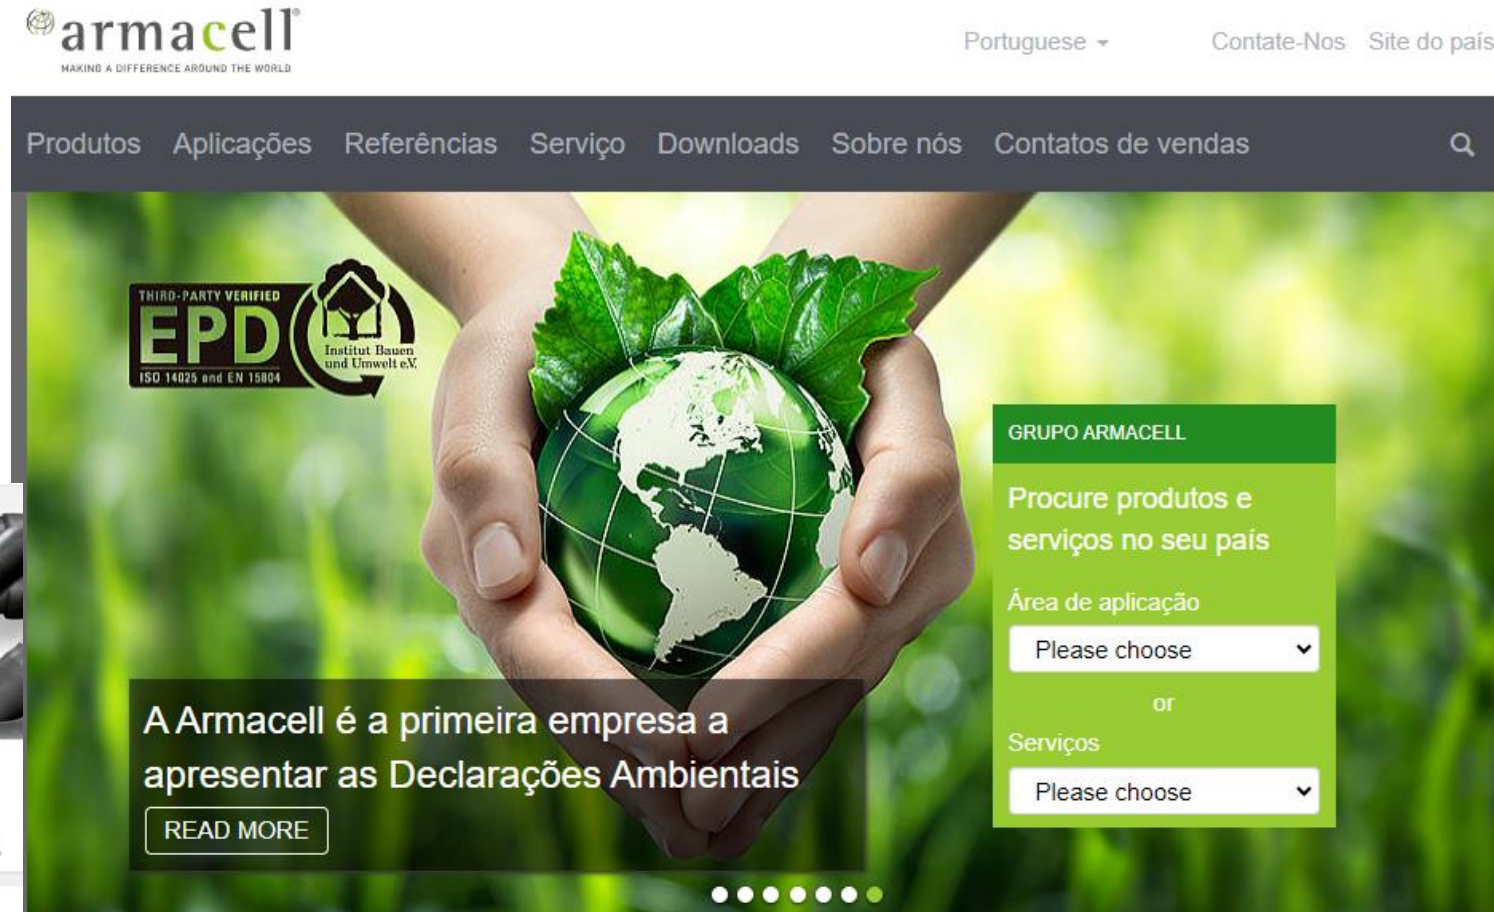 armacell®
MAKING A DIFFERENCE AROUND THE WORLD
Portuguese
Contate-Nos
Site do país
Produtos
Aplicações
Referências
Serviço
Downloads
Sobre nós
Contatos de vendas
THIRD-PARTY VERIFIED
EPD
ISO 14025 and EN 15804
Institut Bauen
und Umwelt e.V.
A Armacell é a primeira empresa a
apresentar as Declarações Ambientais
READ MORE
GRUPO ARMACELL
Procure produtos e
serviços no seu país
Área de aplicação
Please choose
or
Serviços
Please choose